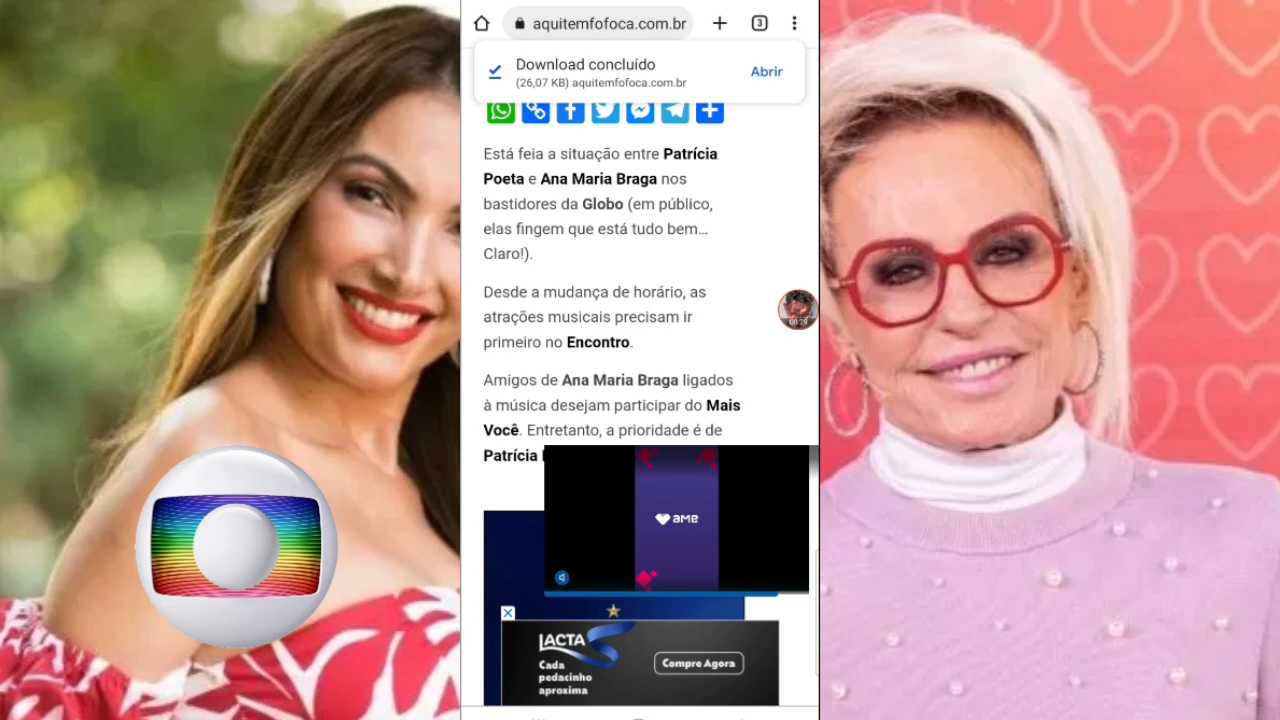 aquitemfofoca.com.br
3
Download concluído
(26,07 KB) aquitemfofoca.com.br
Abrir
Está feia a situação entre Patrícia
Poeta e Ana Maria Braga nos
bastidores da Globo (em público,
elas fingem que está tudo bem…
Claro!).
Desde a mudança de horário, as
atrações musicais precisam ir
primeiro no Encontro.
00:29
Amigos de Ana Maria Braga ligados
à música desejam participar do Mais
Você. Entretanto, a prioridade é de
Patrícia
ame
LACTA
Cada
pedacinho
aproxima
Compre Agora